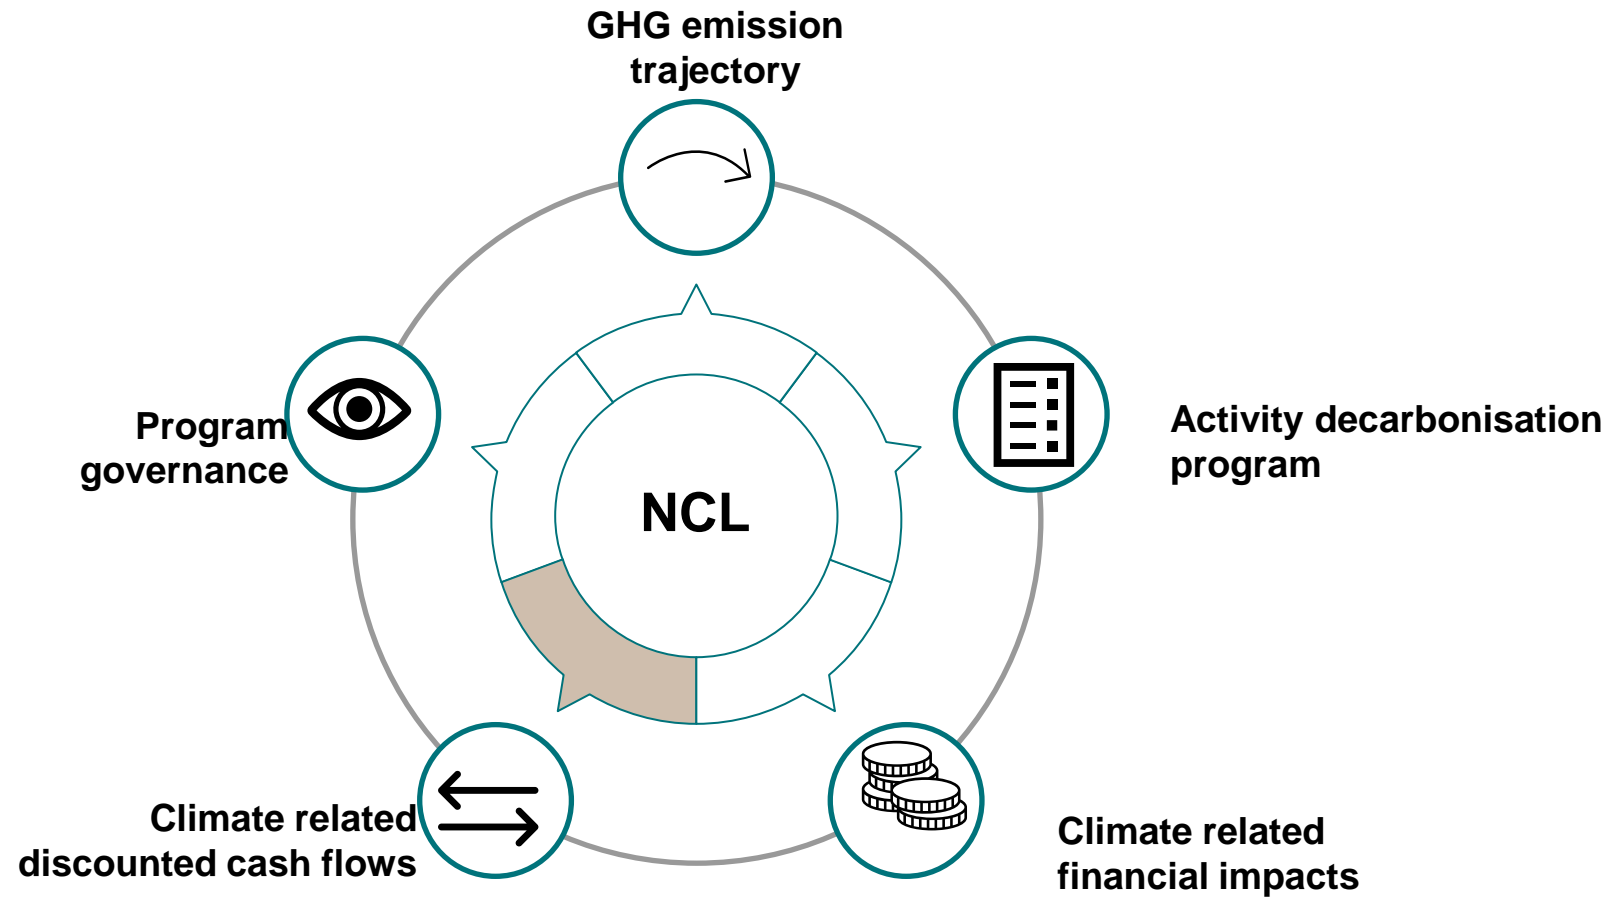 GHG emission
trajectory
Program
governance
Activity decarbonisation
program
NCL
Climate related
discounted cash flows
Climate related
financial impacts